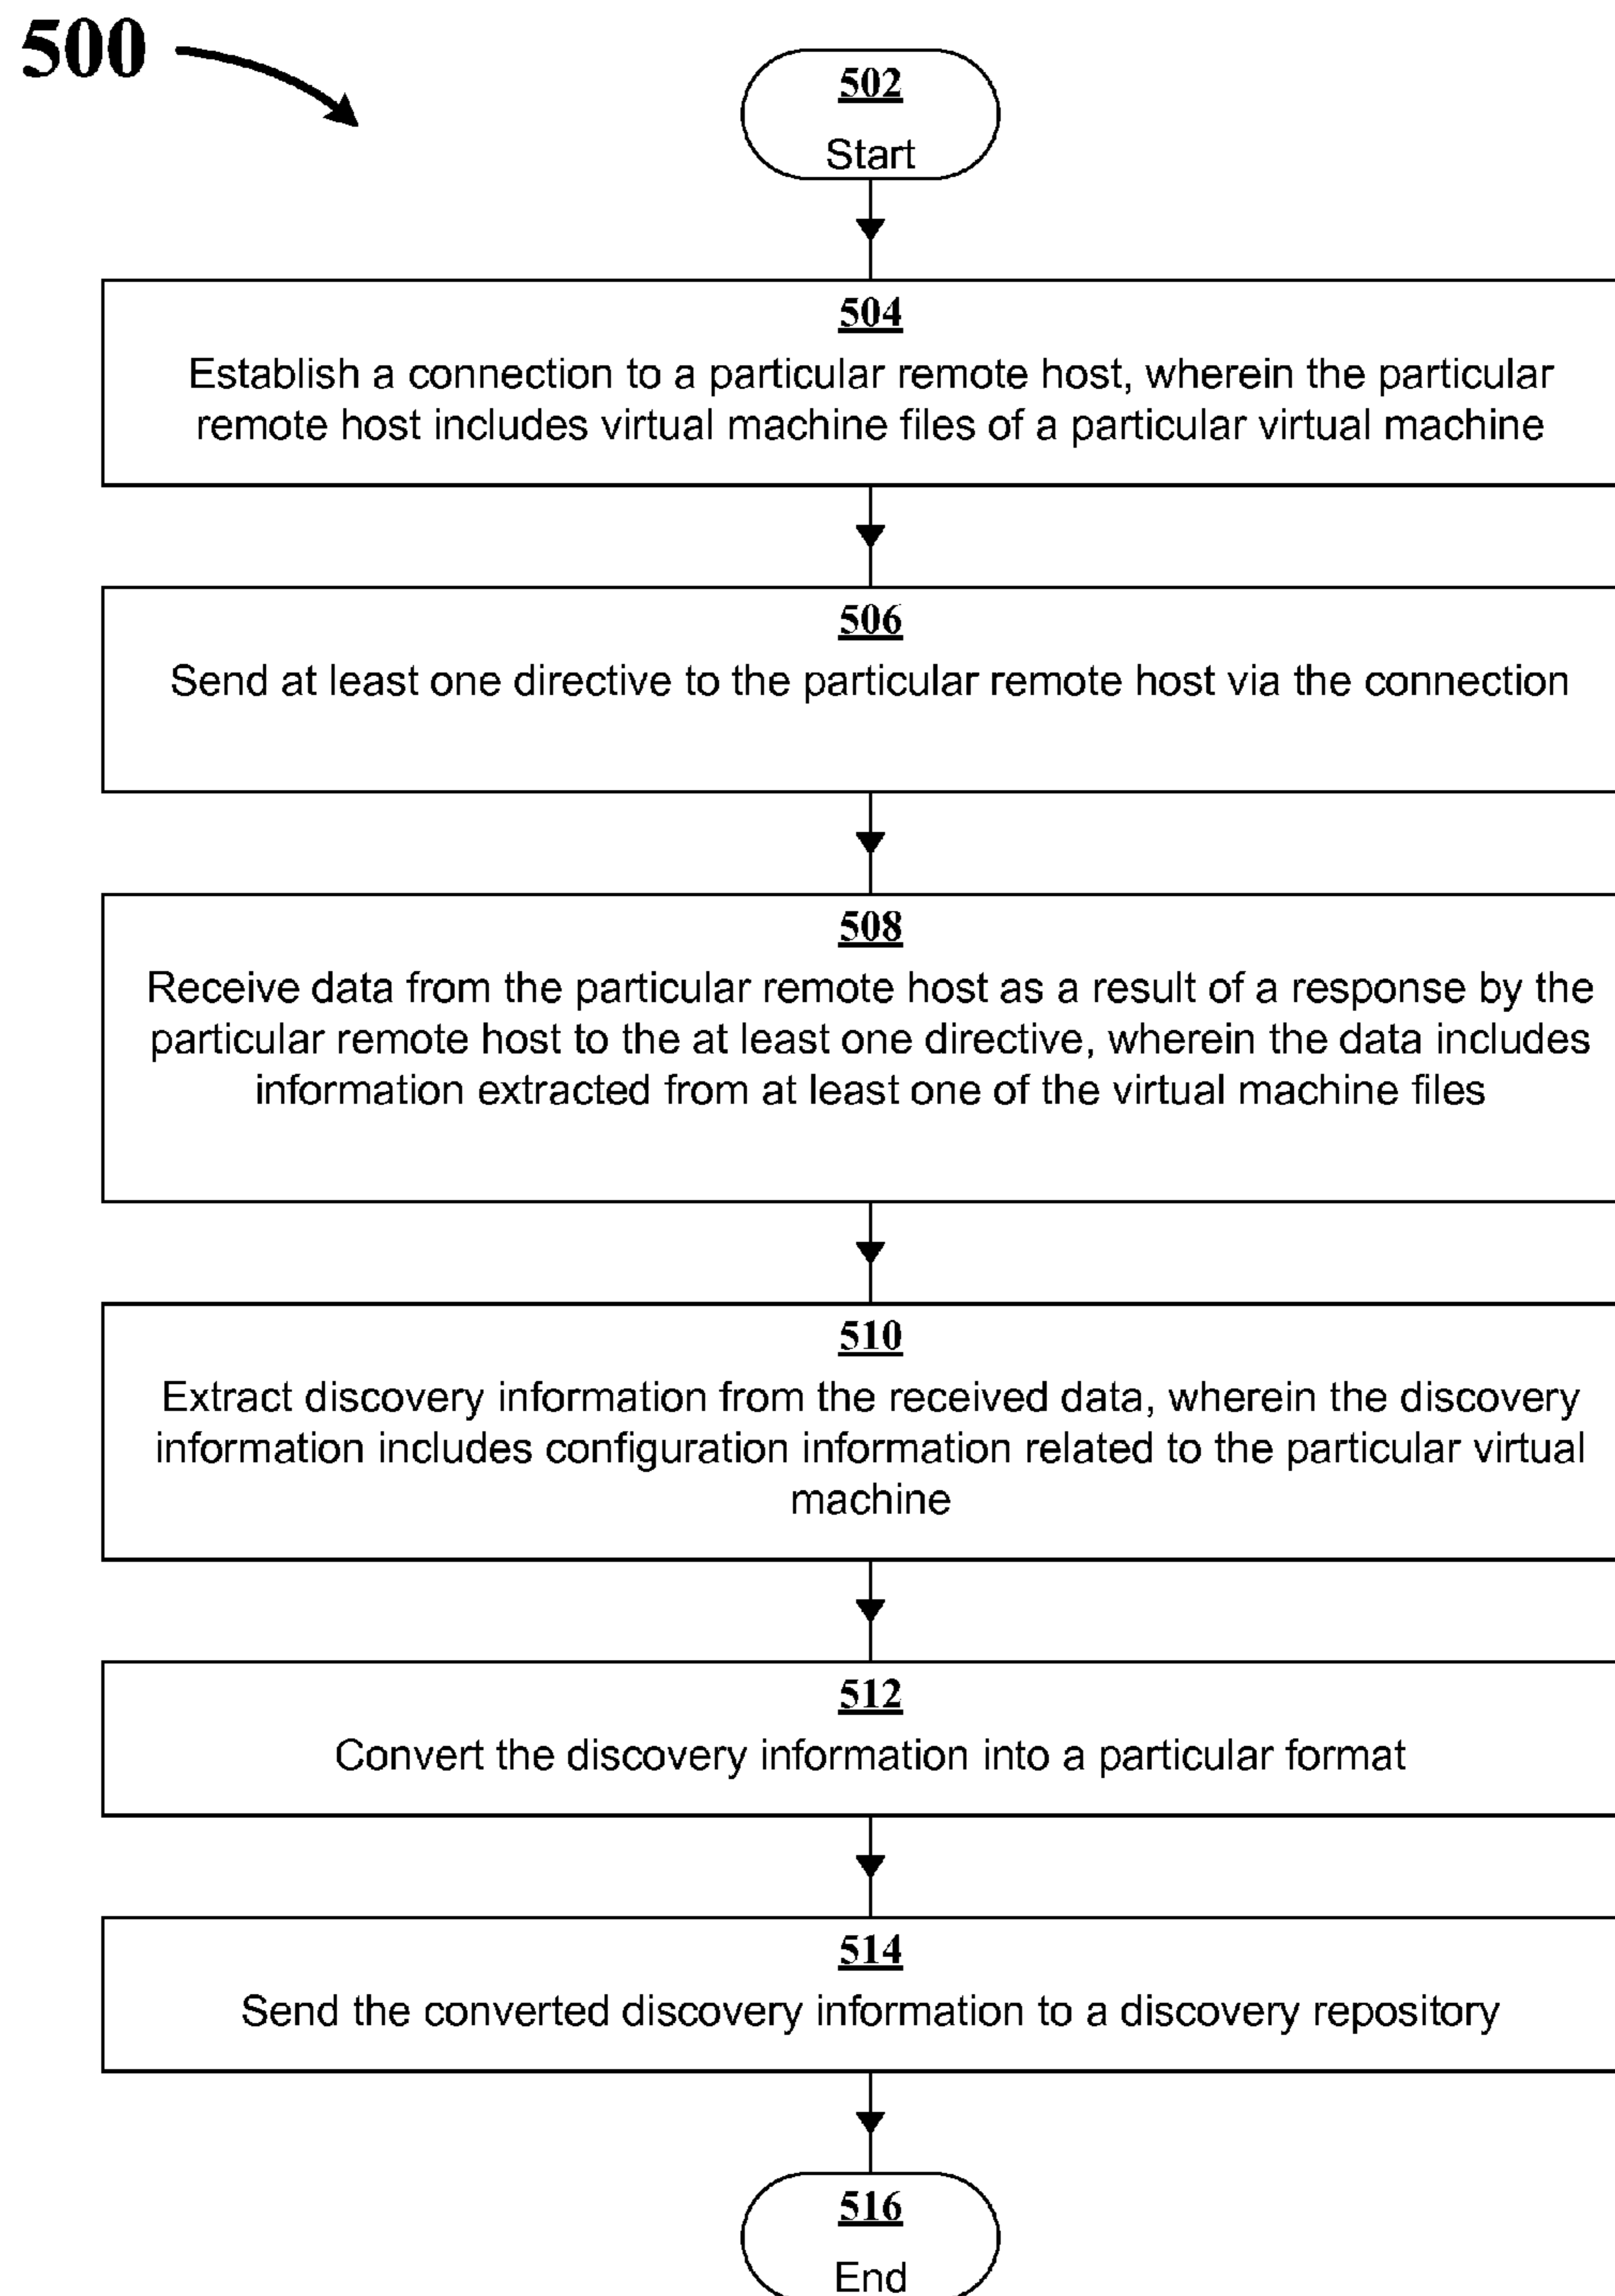 500
502
Start
504
Establish a connection to a particular remote host, wherein the particular
remote host includes virtual machine files of a particular virtual machine
506
Send at least one directive to the particular remote host via the connection
508
Receive data from the particular remote host as a result of a response by the
particular remote host to the at least one directive, wherein the data includes
information extracted from at least one of the virtual machine files
510
Extract discovery information from the received data, wherein the discovery
information includes configuration information related to the particular virtual
machine
512
Convert the discovery information into a particular format
514
Send the converted discovery information to a discovery repository
516
End